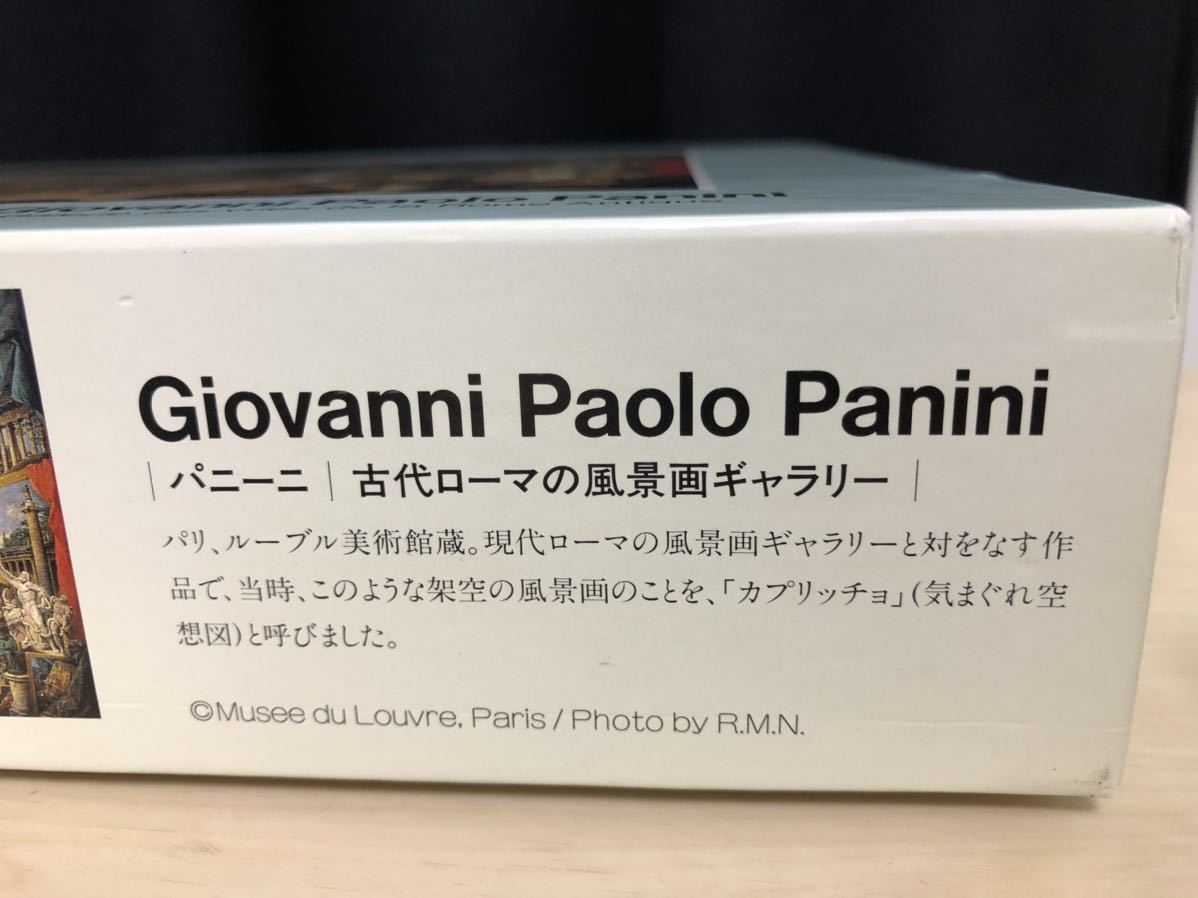 Giovanni Paolo Panini
Giovanni Paolo Panini
|パニーニ|古代ローマの風景画ギャラリー|
パリ、ルーブル美術館蔵。現代ローマの風景画ギャラリーと対をなす作
品で、当時、このような架空の風景画のことを、「カプリッチョ」(気まぐれ空
想図)と呼びました。
©Musee du Louvre, Paris / Photo by R.M.N.